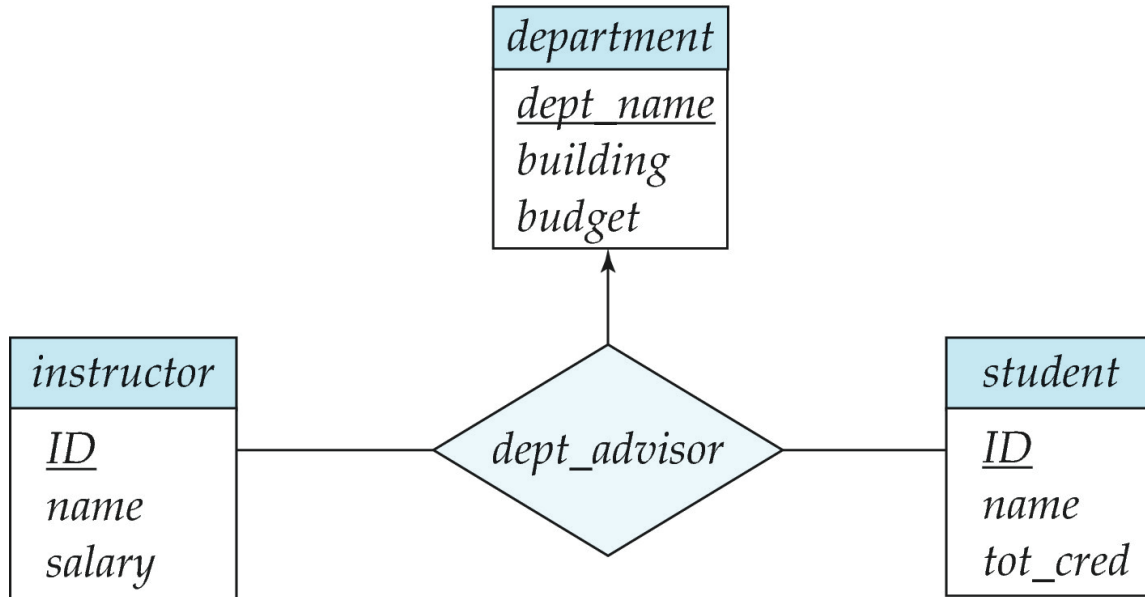 department
dept_name
building
budget
instructor
ID
name
salary
dept_advisor
student
ID
name
tot_cred